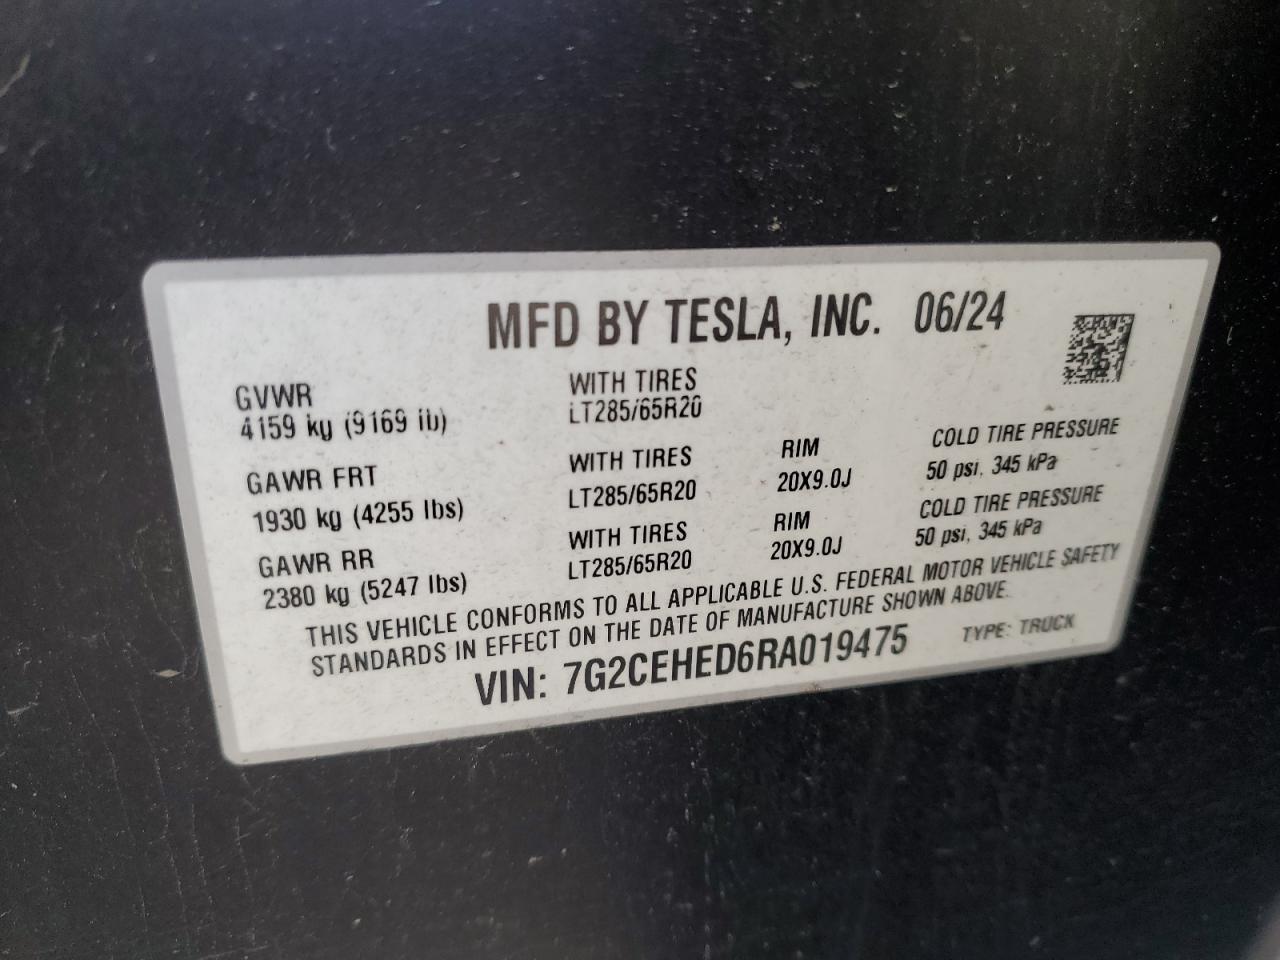 MFD BY TESLA, INC. 06/24
GVWR WITH TIRES
4159 kg (9169 lb) LT285/65R20
GAWR FRT WITH TIRES RIM COLD TIRE PRESSURE
1930 kg (4255 lbs) LT285/65R20 20X9.0J 50 psi, 345 kPa
GAWR RR WITH TIRES RIM COLD TIRE PRESSURE
2380 kg (5247 lbs) LT285/65R20 20X9.0J 50 psi, 345 kPa
THIS VEHICLE CONFORMS TO ALL APPLICABLE U.S. FEDERAL MOTOR VEHICLE SAFETY
STANDARDS IN EFFECT ON THE DATE OF MANUFACTURE SHOWN ABOVE.
VIN: 7G2CEHED6RA019475 TYPE: TRUCK